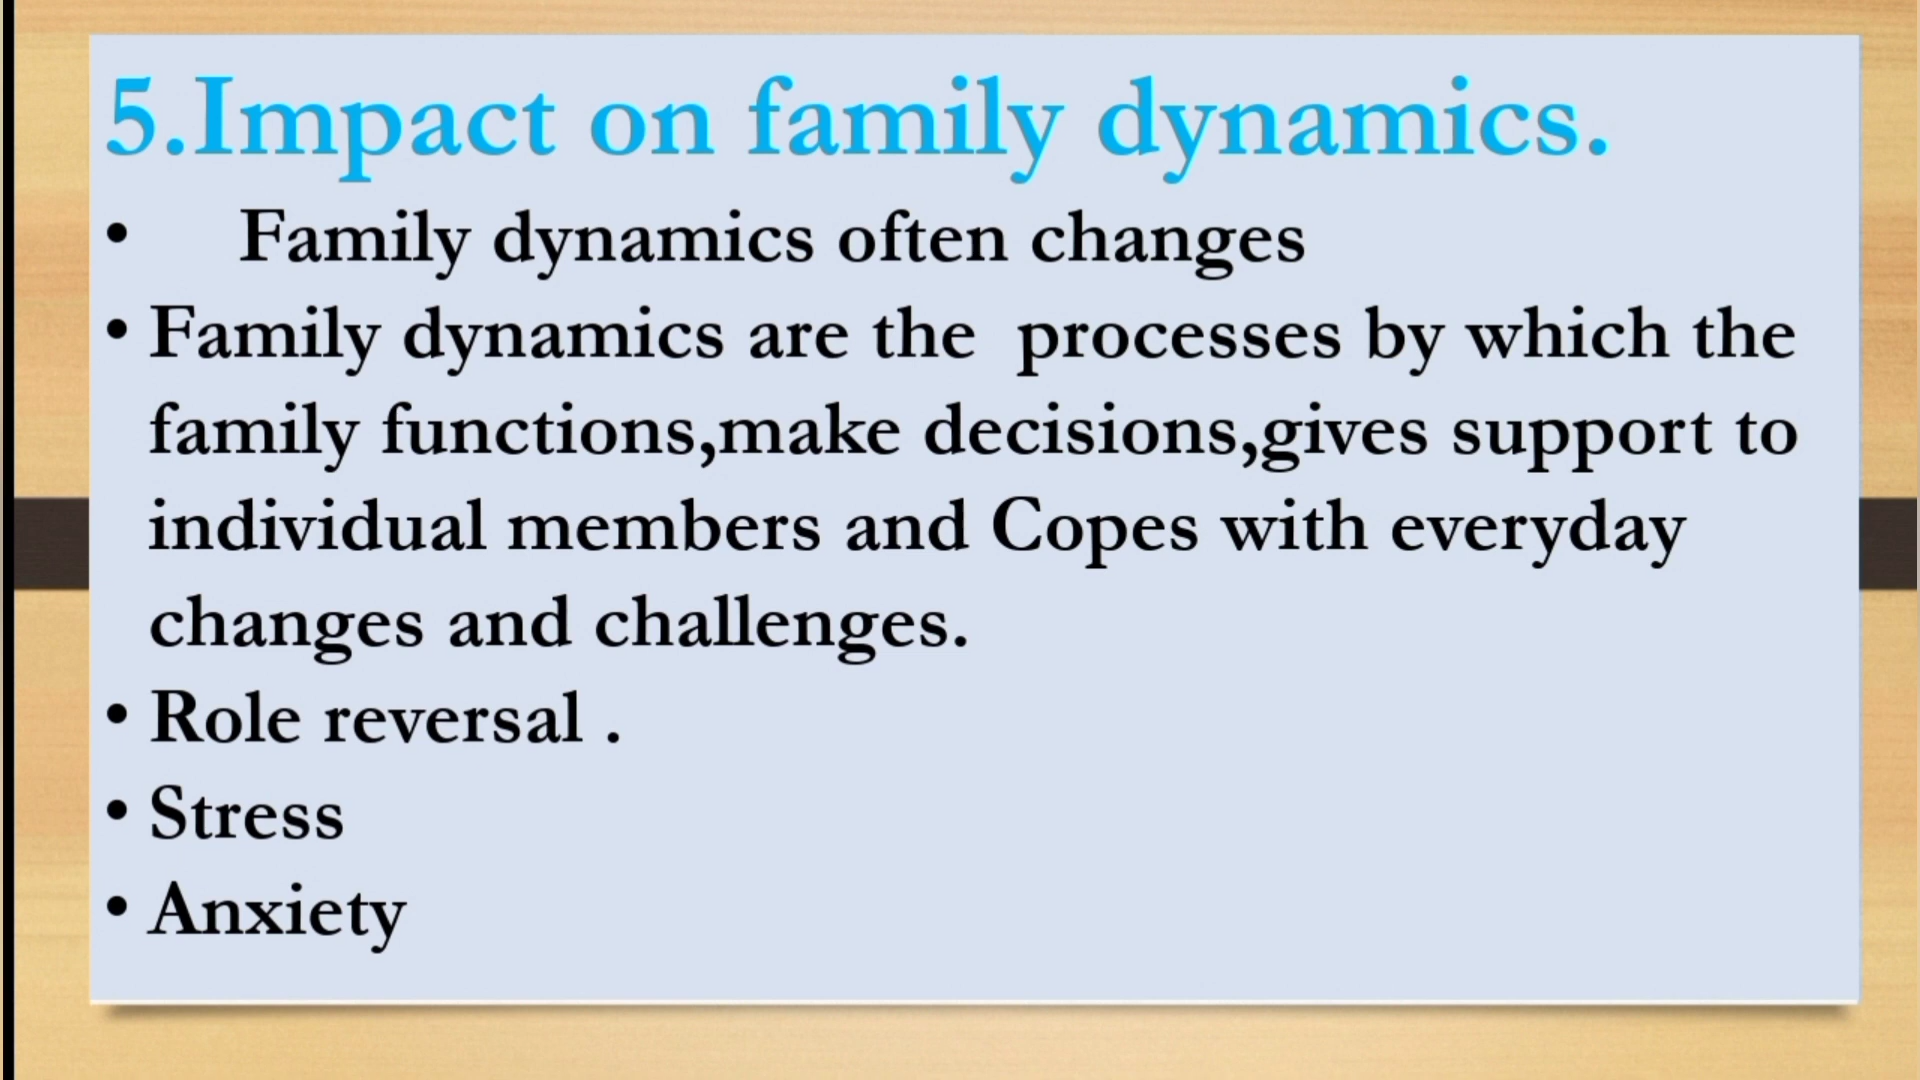 5.Impact on family dynamics.
• Family dynamics often changes
• Family dynamics are the processes by which the
family functions,make decisions,gives support to
individual members and Copes with everyday
changes and challenges.
• Role reversal .
• Stress
• Anxiety